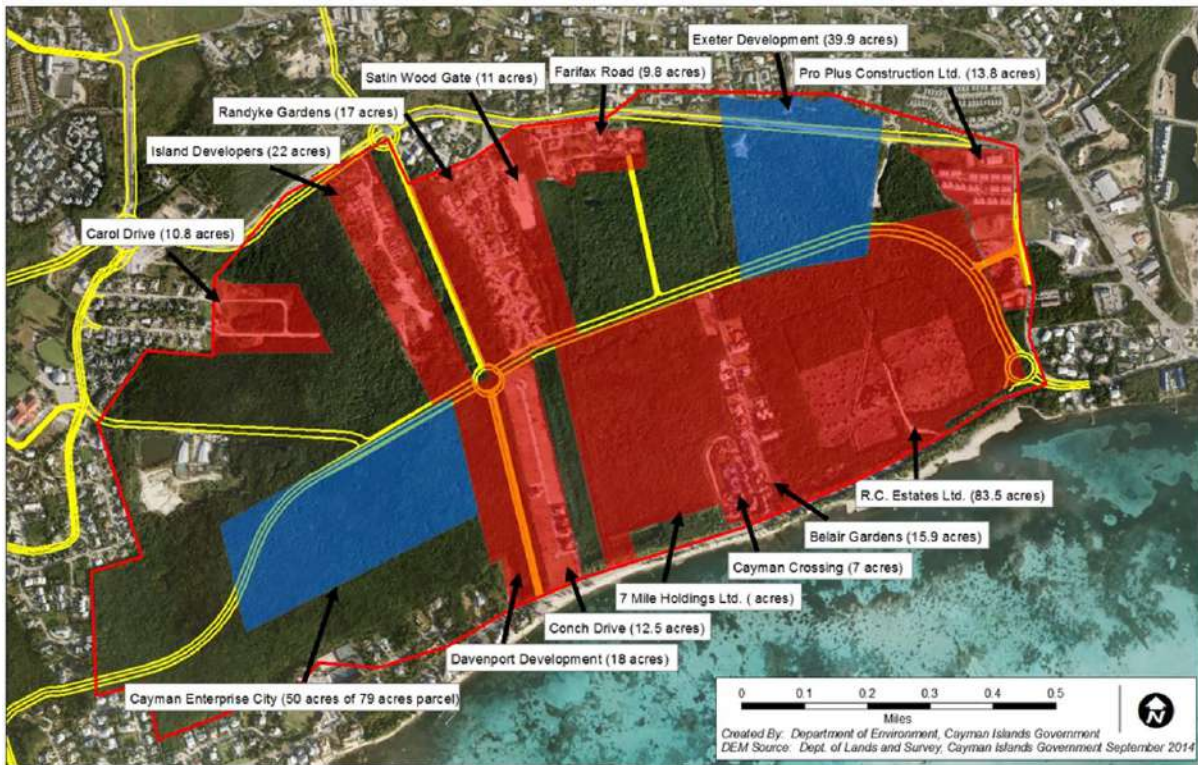 Exeter Development (39.9 acres)
Farifax Road (9.8 acres)
Pro Plus Construction Ltd. (13.8 acres)
Satin Wood Gate (11 acres)
Randyke Gardens (17 acres)
Island Developers (22 acres)
Carol Drive (10.8 acres)
R.C. Estates Ltd. (83.5 acres)
Belair Gardens (15.9 acres)
Cayman Crossing (7 acres)
7 Mile Holdings Ltd. ( acres)
Conch Drive (12.5 acres)
Davenport Development (18 acres)
Cayman Enterprise City (50 acres of 79 acres parcel)
0 0.1 0.2 0.3 0.4 0.5
Miles
N
Created By: Department of Environment, Cayman Islands Government
DEM Source: Dept. of Lands and Survey, Cayman Islands Government September 2014